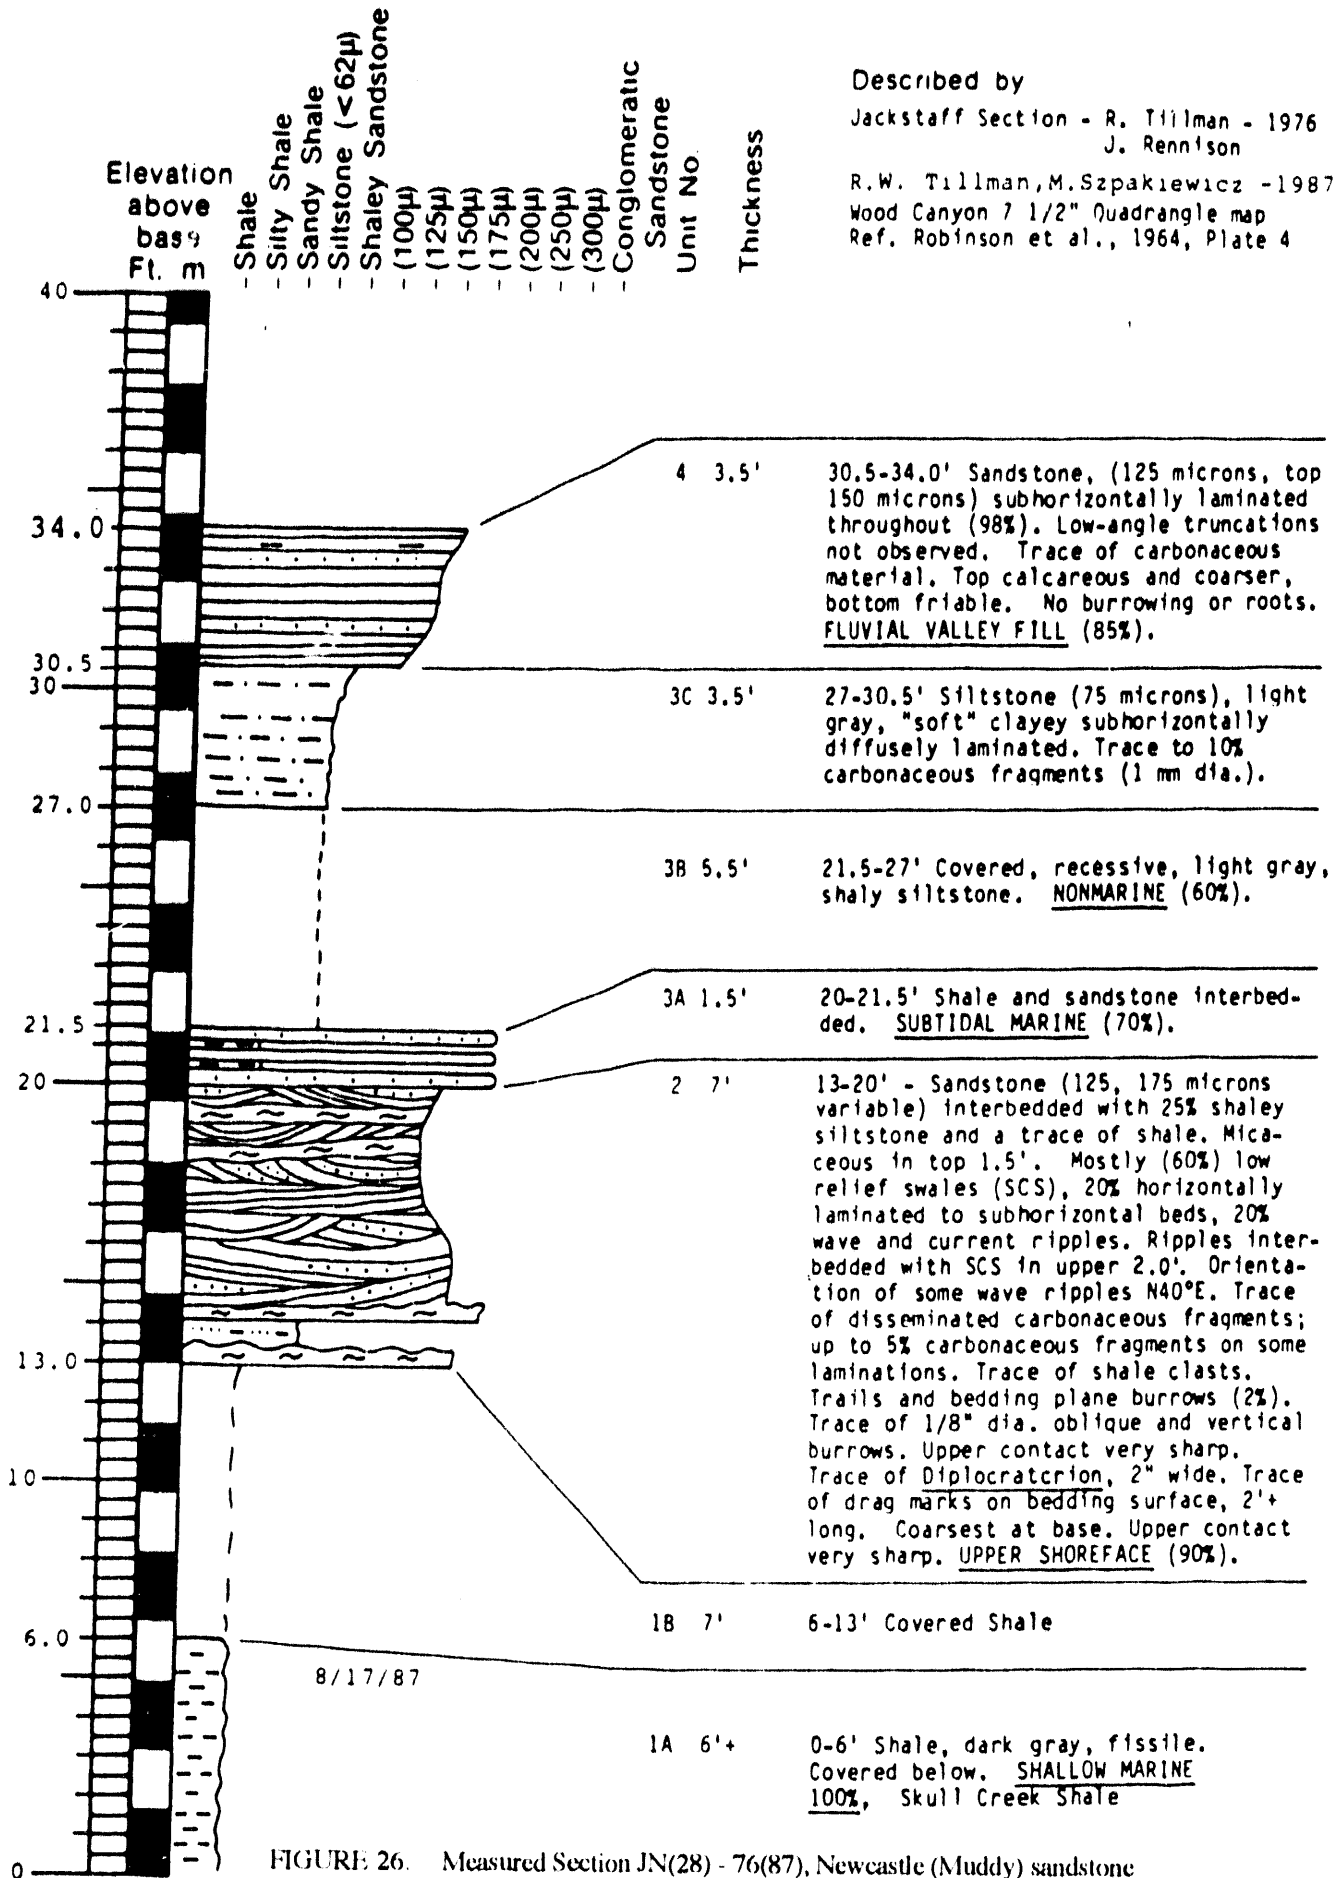 Described by
Jackstaff Section - R. Tillman - 1976
J. Rennison
R.W. Tillman,M.Szpakiewicz -1987
Wood Canyon 7 1/2" Quadrangle map
Ref. Robinson et al., 1964, Plate 4
Elevation
above
base
Ft. m
- Shale
- Silty Shale
- Sandy Shale
- Siltstone (<62µ)
- Shaley Sandstone
- (100µ)
- (125µ)
- (150µ)
- (175µ)
- (200µ)
- (250µ)
- (300µ)
- Conglomeratic
Sandstone
Unit No.
Thickness
40
34.0
30.5
30
27.0
21.5
20
13.0
10
6.0
0
4 3.5' 30.5-34.0' Sandstone, (125 microns, top
150 microns) subhorizontally laminated
throughout (98%). Low-angle truncations
not observed. Trace of carbonaceous
material. Top calcareous and coarser,
bottom friable. No burrowing or roots.
FLUVIAL VALLEY FILL (85%).
3C 3.5' 27-30.5' Siltstone (75 microns), light
gray, "soft" clayey subhorizontally
diffusely laminated. Trace to 10%
carbonaceous fragments (1 mm dia.).
3B 5.5' 21.5-27' Covered, recessive, light gray,
shaly siltstone. NONMARINE (60%).
3A 1.5' 20-21.5' Shale and sandstone interbed-
ded. SUBTIDAL MARINE (70%).
2 7' 13-20' - Sandstone (125, 175 microns
variable) interbedded with 25% shaley
siltstone and a trace of shale. Mica-
ceous in top 1.5'. Mostly (60%) low
relief swales (SCS), 20% horizontally
laminated to subhorizontal beds, 20%
wave and current ripples. Ripples inter-
bedded with SCS in upper 2.0'. Orienta-
tion of some wave ripples N40°E. Trace
of disseminated carbonaceous fragments;
up to 5% carbonaceous fragments on some
laminations. Trace of shale clasts.
Trails and bedding plane burrows (2%).
Trace of 1/8" dia. oblique and vertical
burrows. Upper contact very sharp.
Trace of Diplocratcrion, 2" wide. Trace
of drag marks on bedding surface, 2'+
long. Coarsest at base. Upper contact
very sharp. UPPER SHOREFACE (90%).
1B 7' 6-13' Covered Shale
8/17/87
1A 6'+ 0-6' Shale, dark gray, fissile.
Covered below. SHALLOW MARINE
100%, Skull Creek Shale
FIGURE 26. Measured Section JN(28) - 76(87), Newcastle (Muddy) sandstone